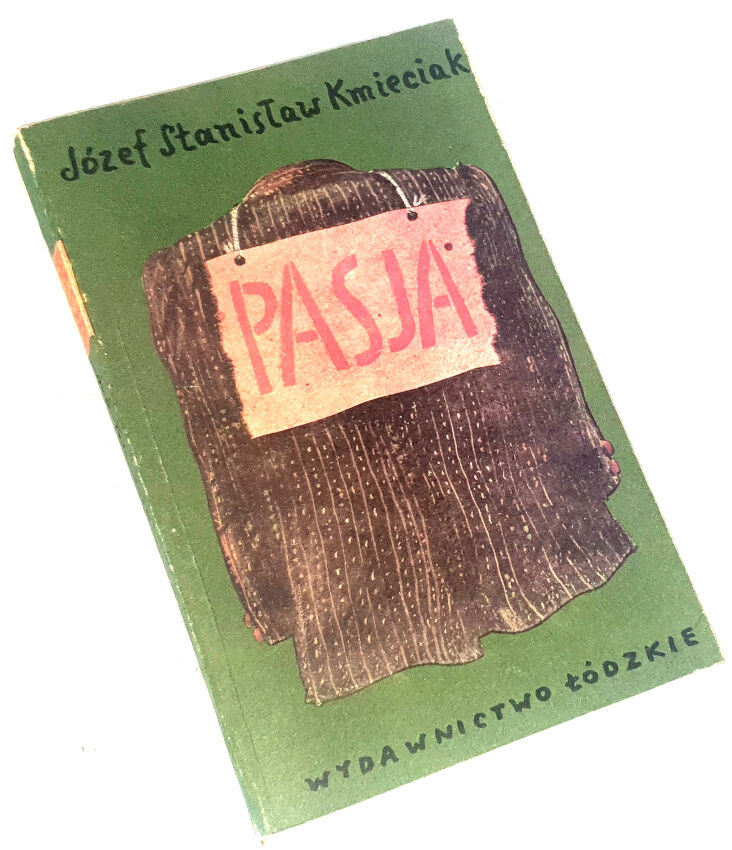 Józef Stanisław Kmieciak
PASJA
WYDAWNICTWO ŁÓDZKIE